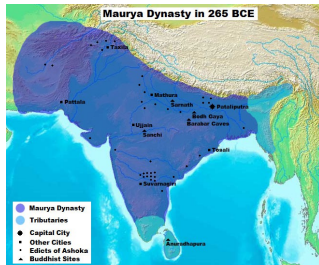 Maurya Dynasty in 265 BCE
Taxila
Mathura
Pattala
Sarnath
Pataliputra
Bodh Gaya
Barabar Caves
Ujjain
Sanchi
Tosali
Suvarnagiri
Anuradhapura
Maurya Dynasty
Tributaries
Capital City
Other Cities
Edicts of Ashoka
Buddhist Sites